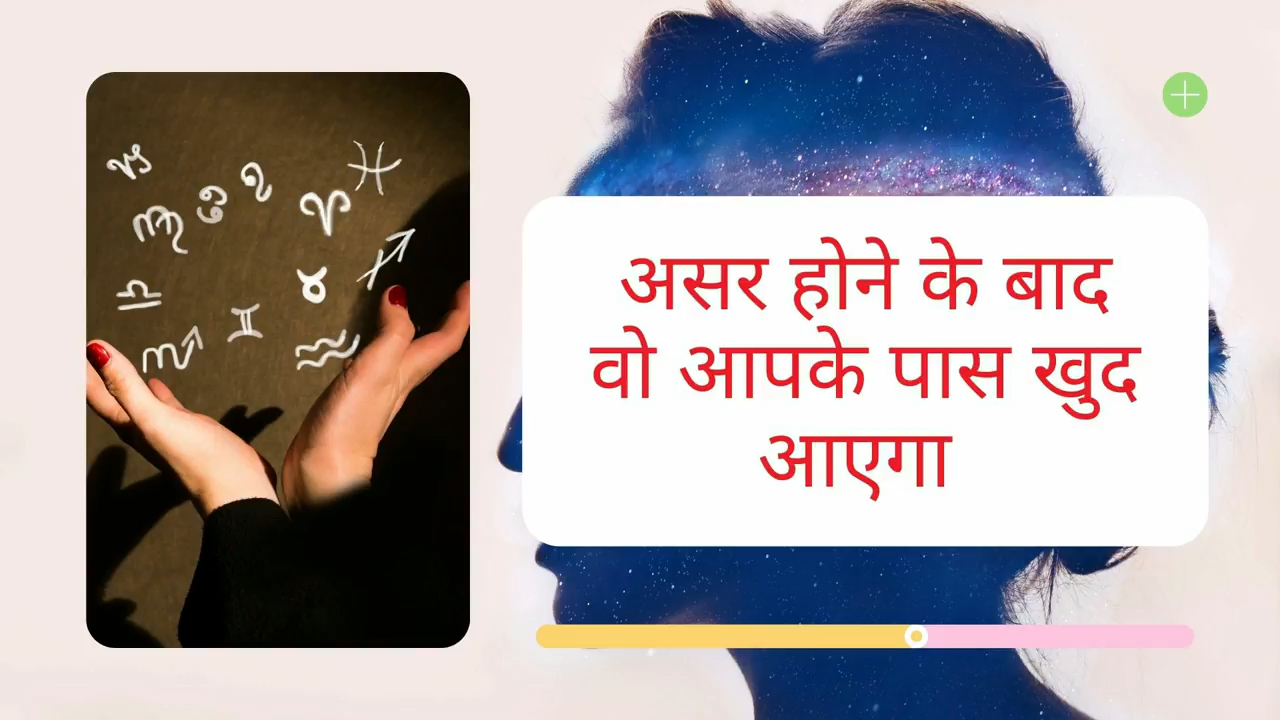 असर होने के बाद
वो आपके पास खुद
आएगा